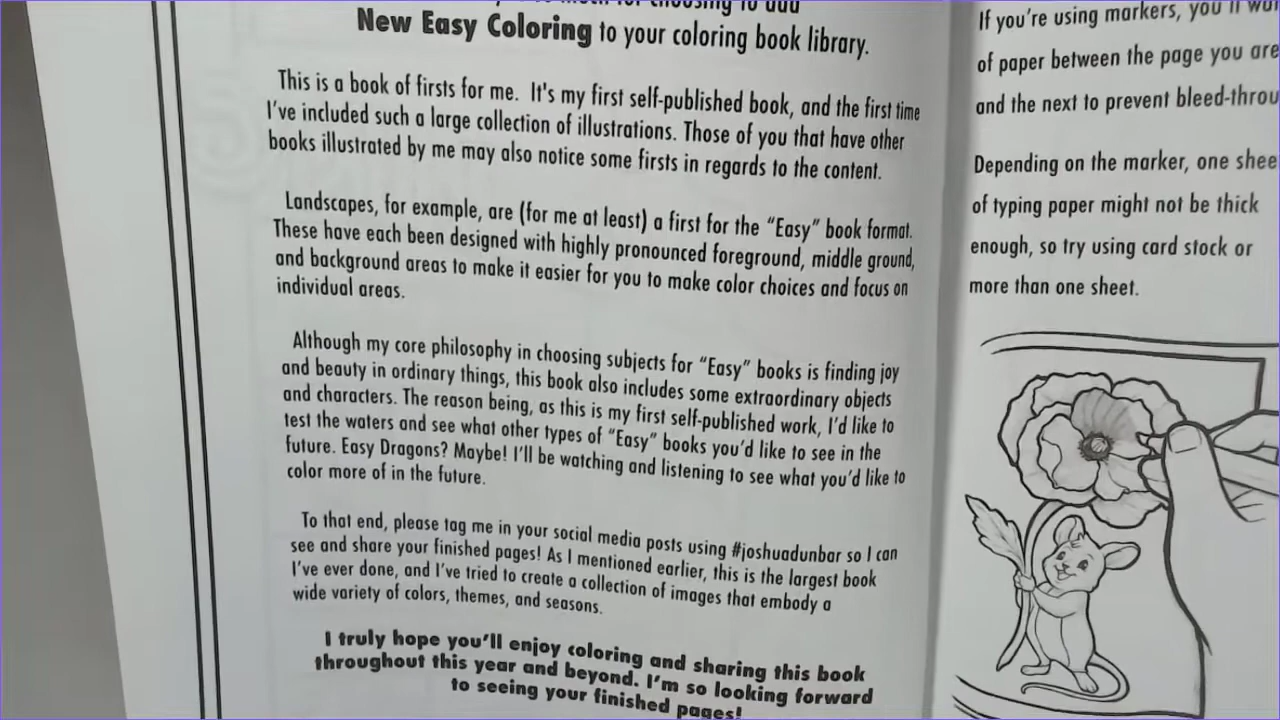 choosing to add
New Easy Coloring to your coloring book library.
This is a book of firsts for me. It's my first self-published book, and the first time
I've included such a large collection of illustrations. Those of you that have other
books illustrated by me may also notice some firsts in regards to the content.
Landscapes, for example, are (for me at least) a first for the “Easy” book format.
These have each been designed with highly pronounced foreground, middle ground,
and background areas to make it easier for you to make color choices and focus on
individual areas.
Although my core philosophy in choosing subjects for “Easy” books is finding joy
and beauty in ordinary things, this book also includes some extraordinary objects
and characters. The reason being, as this is my first self-published work, I'd like to
test the waters and see what other types of “Easy” books you'd like to see in the
future. Easy Dragons? Maybe! I'll be watching and listening to see what you'd like to
color more of in the future.
To that end, please tag me in your social media posts using #joshuadunbar so I can
see and share your finished pages! As I mentioned earlier, this is the largest book
I've ever done, and I've tried to create a collection of images that embody a
wide variety of colors, themes, and seasons.
I truly hope you'll enjoy coloring and sharing this book
throughout this year and beyond. I'm so looking forward
to seeing your finished pages!
If you're using markers, you'll
of paper between the page you are
and the next to prevent bleed-throu
Depending on the marker, one shee
of typing paper might not be thick
enough, so try using card stock or
more than one sheet.